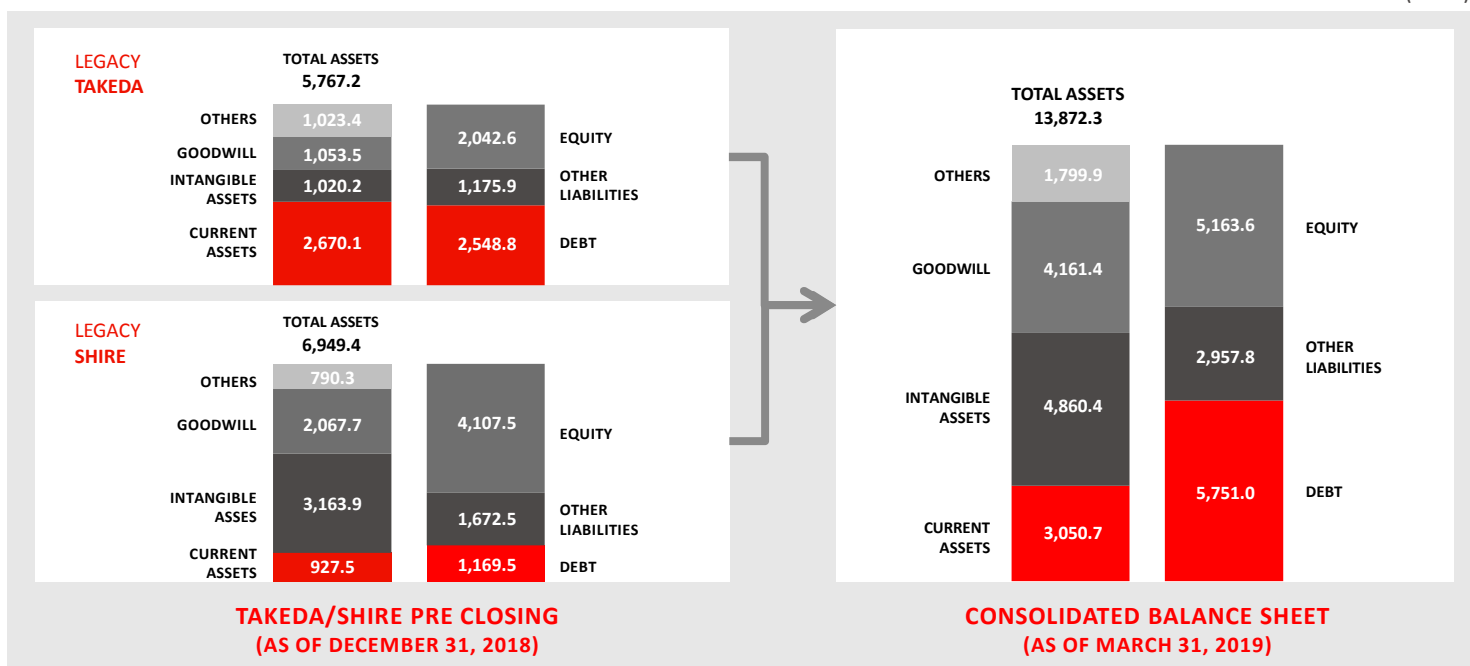 LEGACY
TAKEDA
TOTAL ASSETS
5,767.2
OTHERS
1,023.4
GOODWILL
1,053.5
INTANGIBLE
ASSETS
1,020.2
CURRENT
ASSETS
2,670.1
2,042.6
EQUITY
1,175.9
OTHER
LIABILITIES
2,548.8
DEBT
LEGACY
SHIRE
TOTAL ASSETS
6,949.4
OTHERS
790.3
GOODWILL
2,067.7
INTANGIBLE
ASSES
3,163.9
CURRENT
ASSETS
927.5
4,107.5
EQUITY
1,672.5
OTHER
LIABILITIES
1,169.5
DEBT
TAKEDA/SHIRE PRE CLOSING
(AS OF DECEMBER 31, 2018)
TOTAL ASSETS
13,872.3
OTHERS
1,799.9
GOODWILL
4,161.4
INTANGIBLE
ASSETS
4,860.4
CURRENT
ASSETS
3,050.7
5,163.6
EQUITY
2,957.8
OTHER
LIABILITIES
5,751.0
DEBT
CONSOLIDATED BALANCE SHEET
(AS OF MARCH 31, 2019)